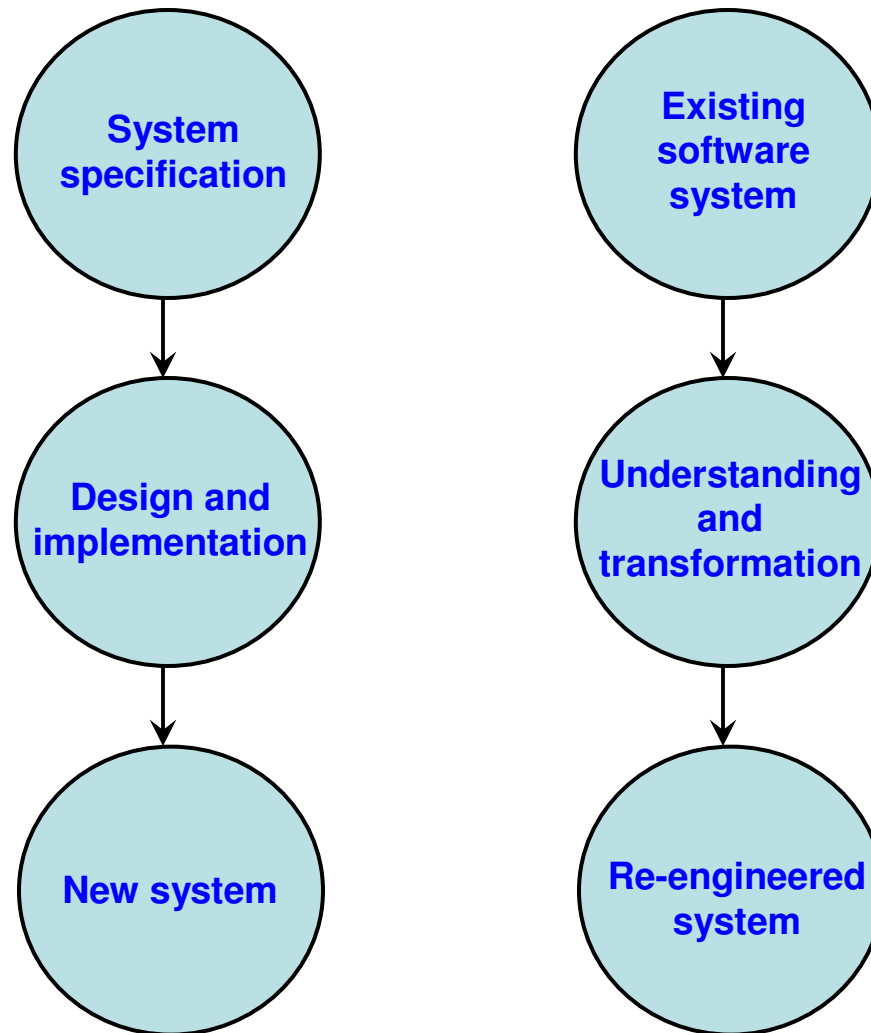 System
specification
Existing
software
system
Design and
implementation
Understanding
and
transformation
New system
Re-engineered
system